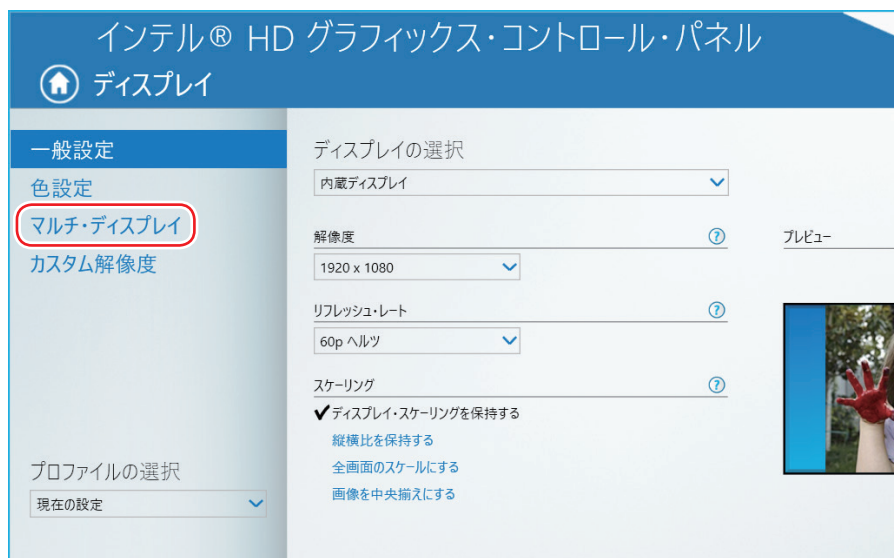 インテル® HD グラフィックス・コントロール・パネル
ディスプレイ
一般設定
色設定
マルチ・ディスプレイ
カスタム解像度
プロファイルの選択
現在の設定
ディスプレイの選択
内蔵ディスプレイ
解像度
?
1920 x 1080
リフレッシュ・レート
?
60p ヘルツ
スケーリング
?
✔ディスプレイ・スケーリングを保持する
縦横比を保持する
全画面のスケールにする
画像を中央揃えにする
プレビュー